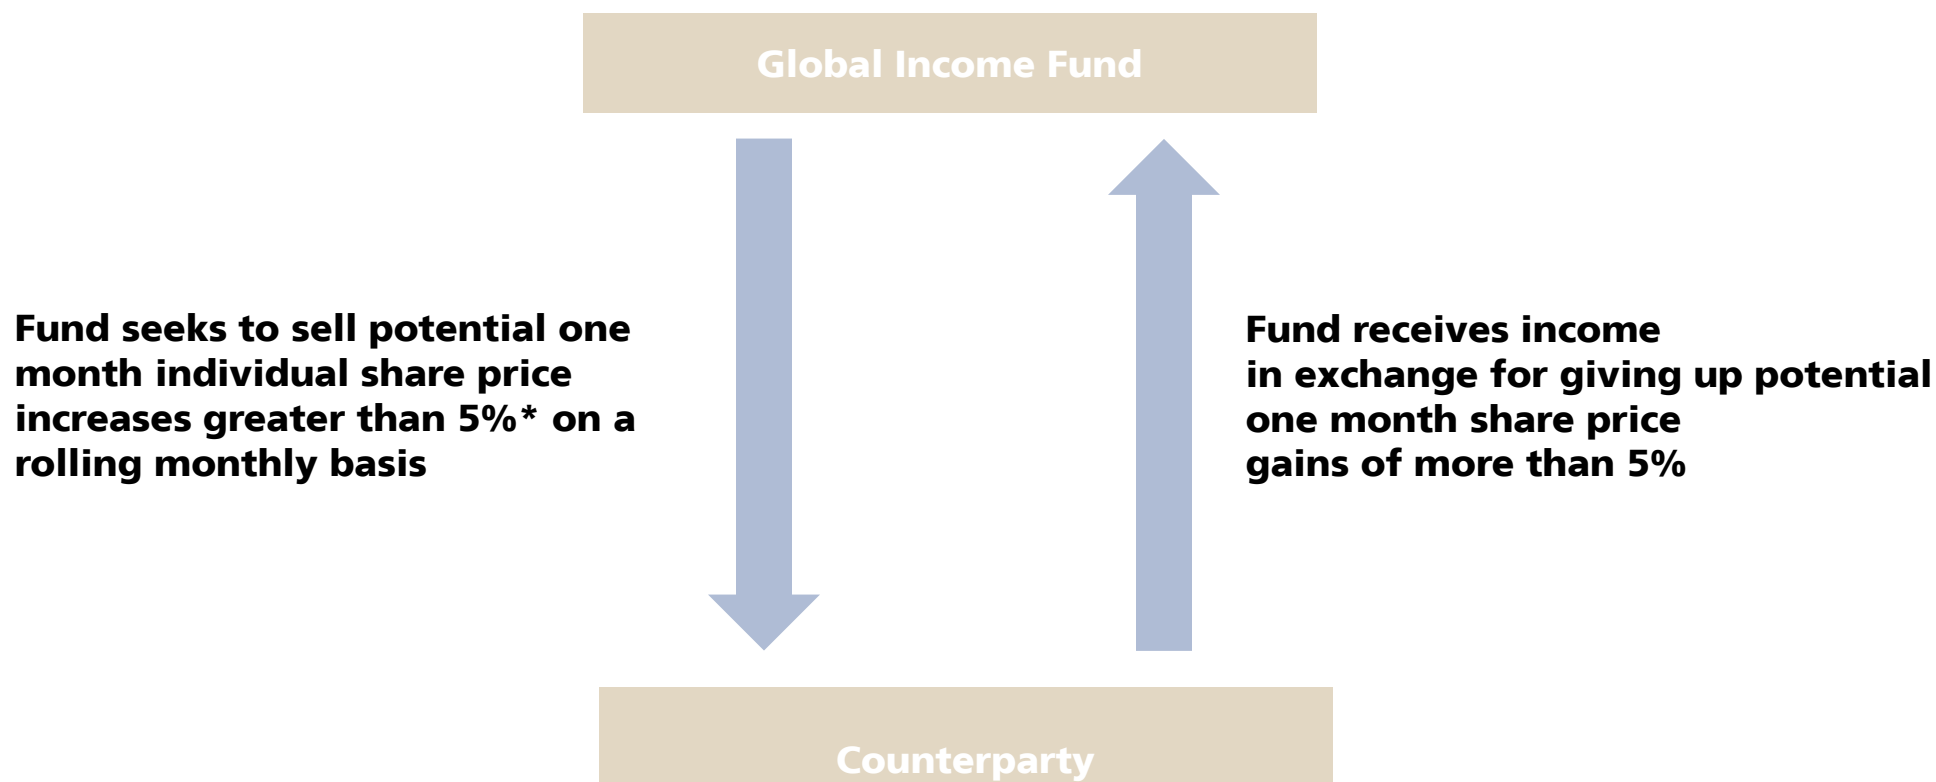 Global Income Fund
Fund seeks to sell potential one
month individual share price
increases greater than 5%* on a
rolling monthly basis
Fund receives income
in exchange for giving up potential
one month share price
gains of more than 5%
Counterparty